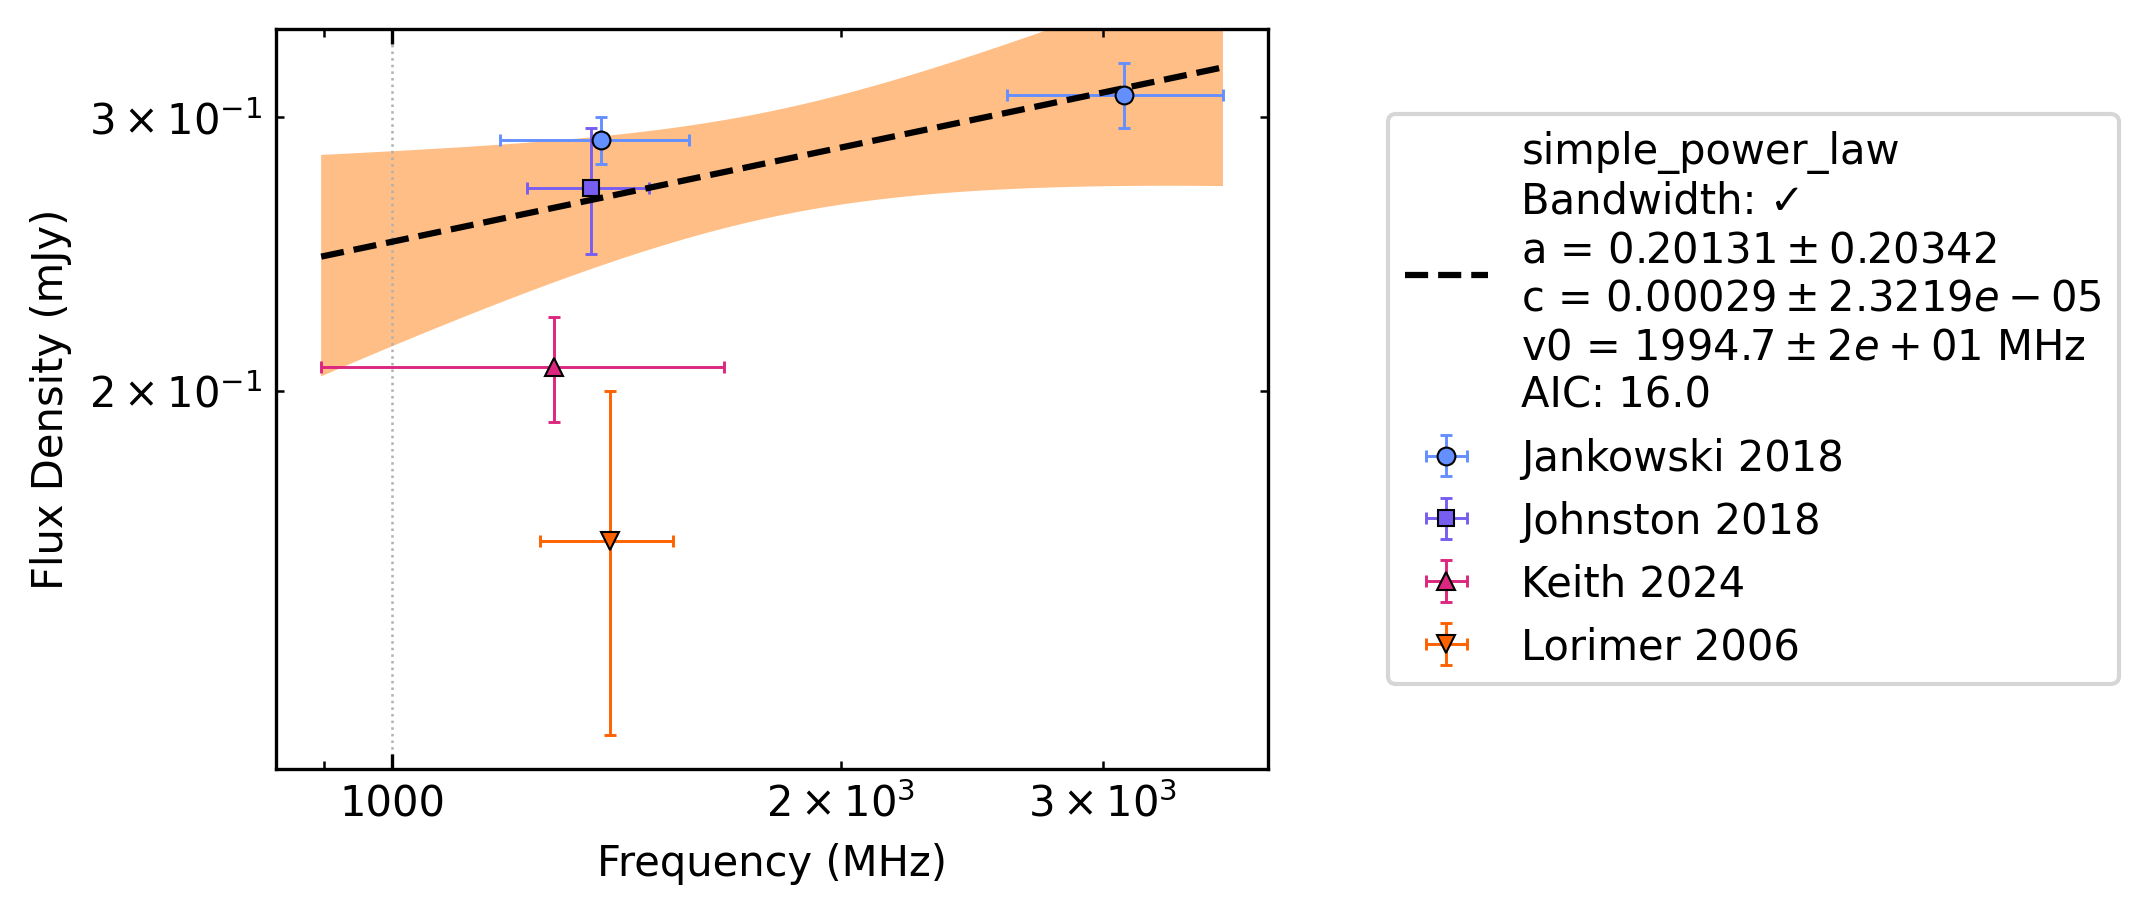 Flux Density (mJy)
3 × 10⁻¹
2 × 10⁻¹
1000
2 × 10³
3 × 10³
Frequency (MHz)
simple_power_law
Bandwidth: ✓
a = 0.20131 ± 0.20342
c = 0.00029 ± 2.3219e − 05
v0 = 1994.7 ± 2e + 01 MHz
AIC: 16.0
Jankowski 2018
Johnston 2018
Keith 2024
Lorimer 2006